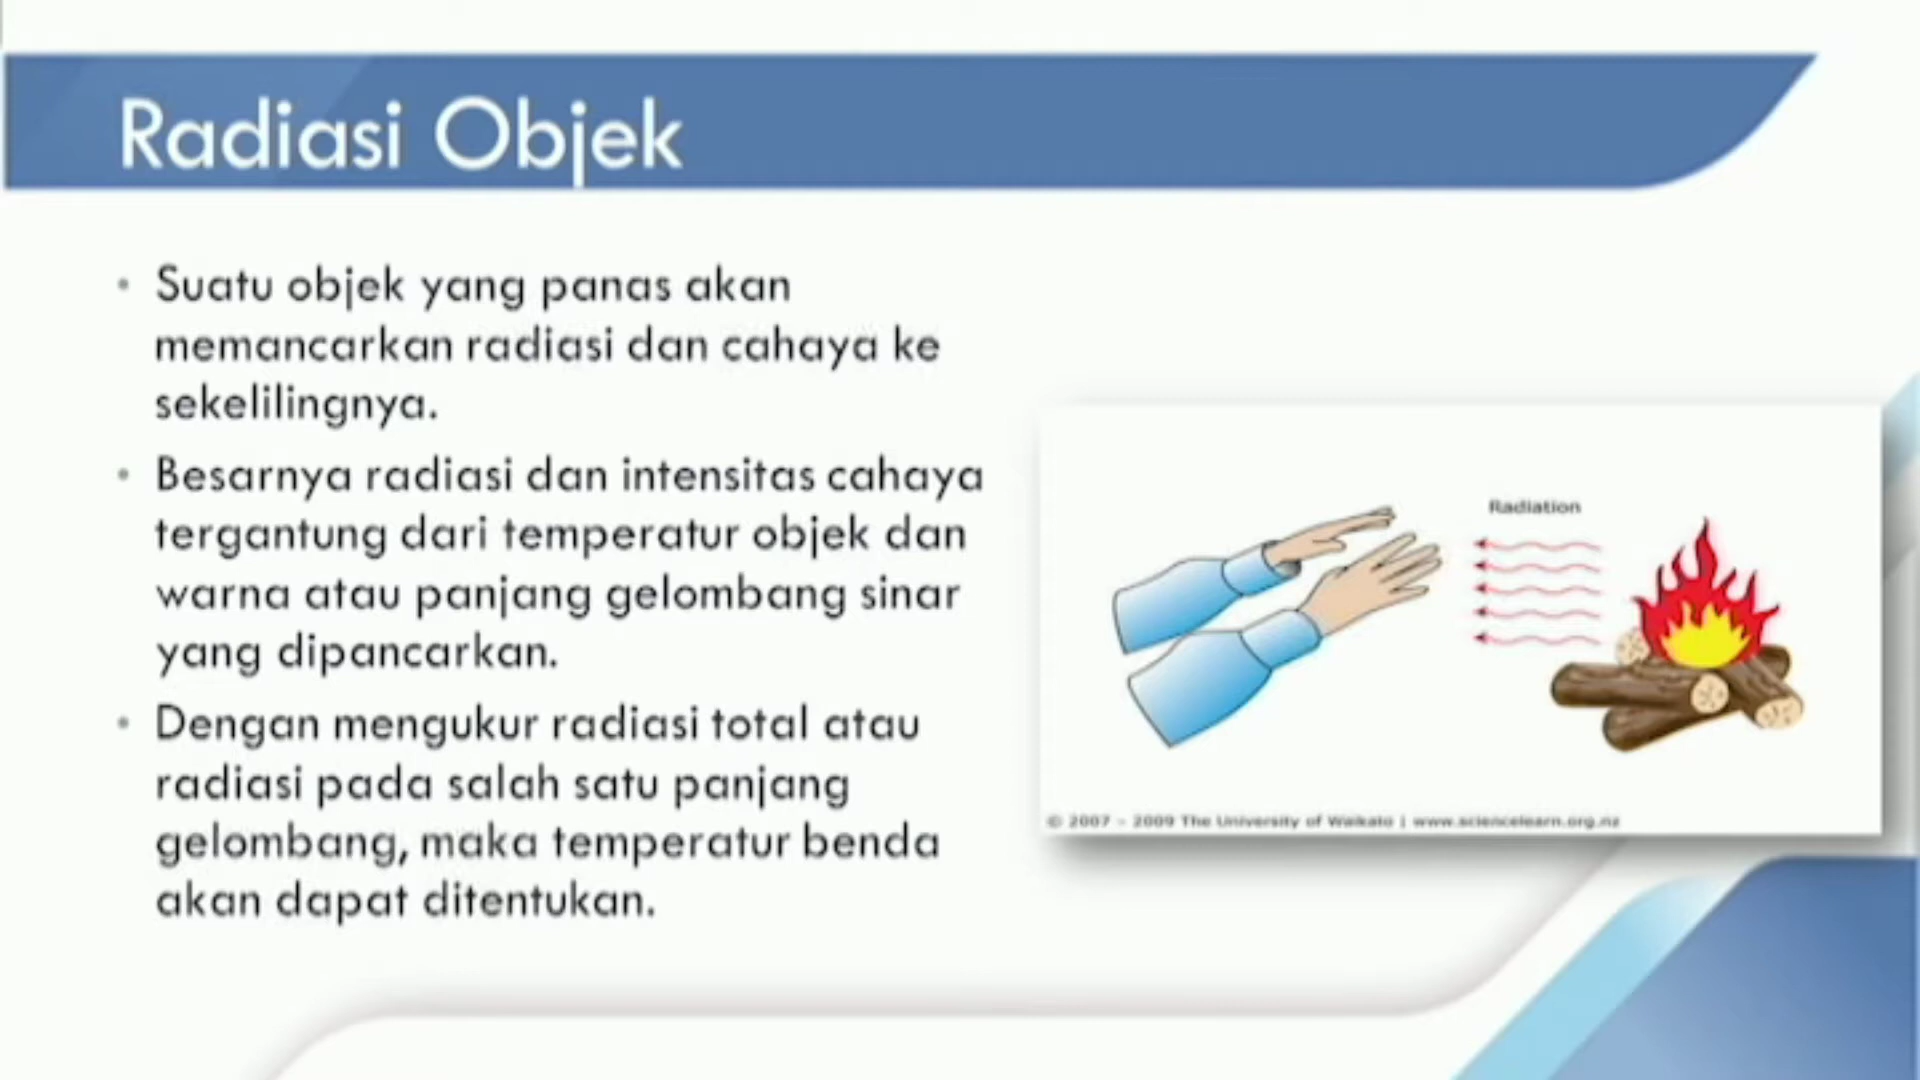 Radiasi Objek
• Suatu objek yang panas akan
memancarkan radiasi dan cahaya ke
sekelilingnya.
• Besarnya radiasi dan intensitas cahaya
tergantung dari temperatur objek dan
warna atau panjang gelombang sinar
yang dipancarkan.
• Dengan mengukur radiasi total atau
radiasi pada salah satu panjang
gelombang, maka temperatur benda
akan dapat ditentukan.
Radiation
© 2007 – 2009 The University of Waikato | www.sciencelearn.org.nz